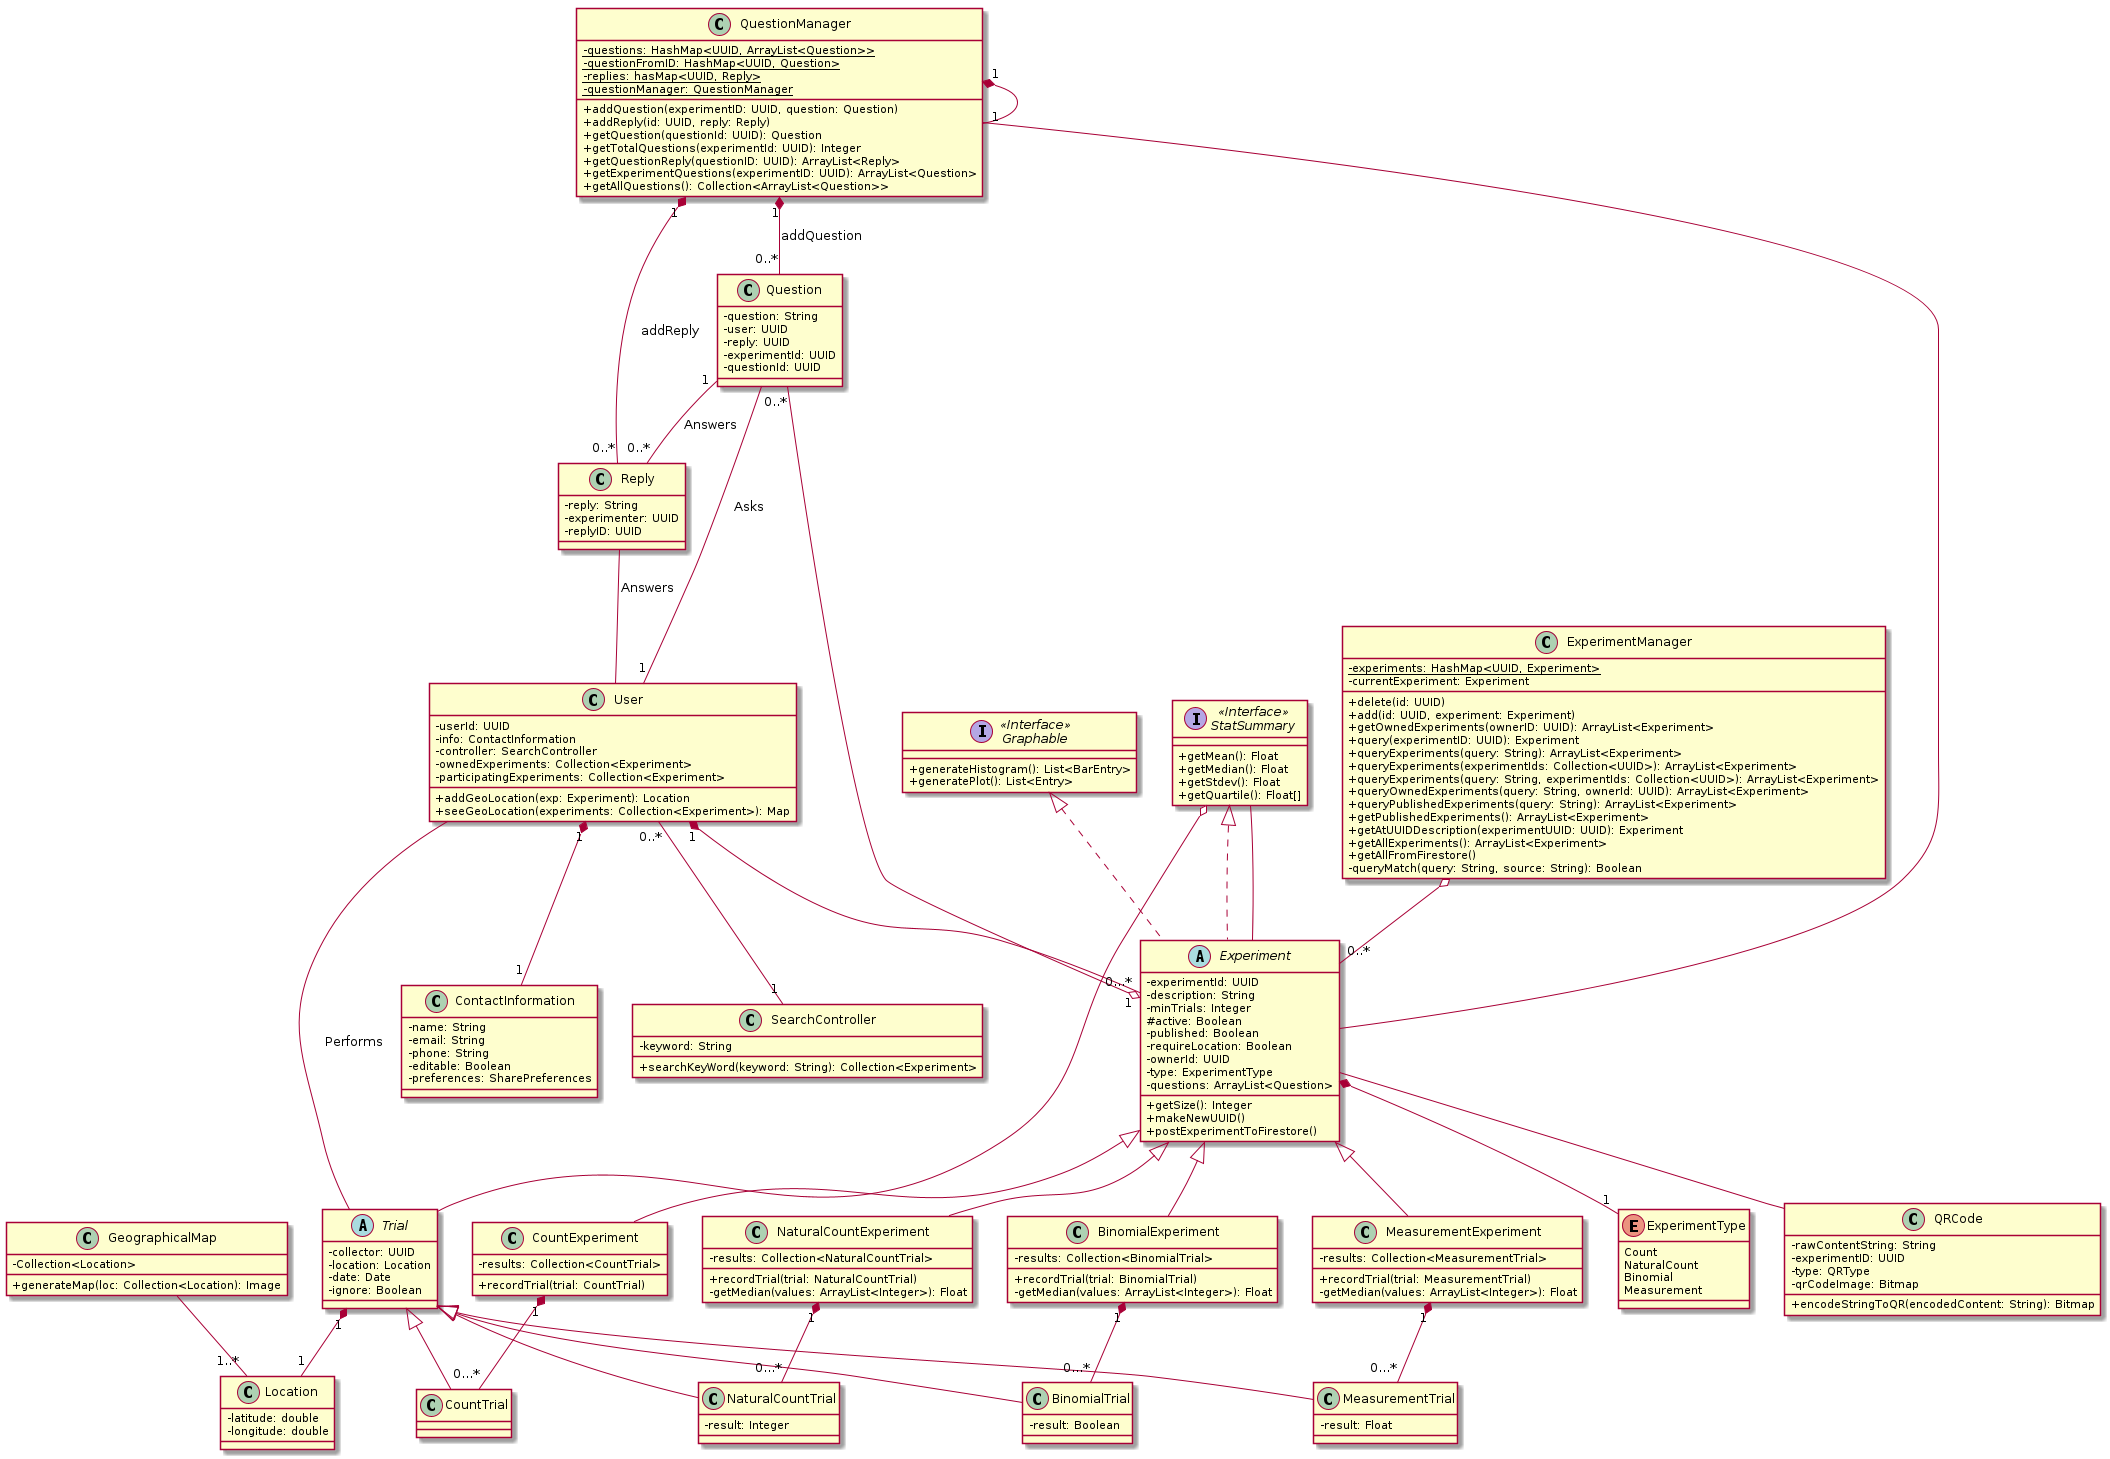 C QuestionManager
-questions: HashMap<UUID, ArrayList<Question>>
-questionFromID: HashMap<UUID, Question>
-replies: hasMap<UUID, Reply>
-questionManager: QuestionManager
+addQuestion(experimentID: UUID, question: Question)
+addReply(id: UUID, reply: Reply)
+getQuestion(questionId: UUID): Question
+getTotalQuestions(experimentId: UUID): Integer
+getQuestionReply(questionID: UUID): ArrayList<Reply>
+getExperimentQuestions(experimentID: UUID): ArrayList<Question>
+getAllQuestions(): Collection<ArrayList<Question>>
1
1
1
1
addQuestion
0..*
C Question
-question: String
-user: UUID
-reply: UUID
-experimentId: UUID
-questionId: UUID
addReply
1
0..*
Answers
0..*
0..*
C Reply
-reply: String
-experimenter: UUID
-replyID: UUID
Asks
Answers
1
C User
-userId: UUID
-info: ContactInformation
-controller: SearchController
-ownedExperiments: Collection<Experiment>
-participatingExperiments: Collection<Experiment>
+addGeoLocation(exp: Experiment): Location
+seeGeoLocation(experiments: Collection<Experiment>): Map
1
0..*
1
I «Interface»
Graphable
+generateHistogram(): List<BarEntry>
+generatePlot(): List<Entry>
I «Interface»
StatSummary
+getMean(): Float
+getMedian(): Float
+getStdev(): Float
+getQuartile(): Float[]
C ExperimentManager
-experiments: HashMap<UUID, Experiment>
-currentExperiment: Experiment
+delete(id: UUID)
+add(id: UUID, experiment: Experiment)
+getOwnedExperiments(ownerID: UUID): ArrayList<Experiment>
+query(experimentID: UUID): Experiment
+queryExperiments(query: String): ArrayList<Experiment>
+queryExperiments(experimentIds: Collection<UUID>): ArrayList<Experiment>
+queryExperiments(query: String, experimentIds: Collection<UUID>): ArrayList<Experiment>
+queryOwnedExperiments(query: String, ownerId: UUID): ArrayList<Experiment>
+queryPublishedExperiments(query: String): ArrayList<Experiment>
+getPublishedExperiments(): ArrayList<Experiment>
+getAtUUIDDescription(experimentUUID: UUID): Experiment
+getAllExperiments(): ArrayList<Experiment>
+getAllFromFirestore()
-queryMatch(query: String, source: String): Boolean
0..*
1
1
0...*
1
C ContactInformation
-name: String
-email: String
-phone: String
-editable: Boolean
-preferences: SharePreferences
C SearchController
-keyword: String
+searchKeyWord(keyword: String): Collection<Experiment>
A Experiment
-experimentId: UUID
-description: String
-minTrials: Integer
#active: Boolean
-published: Boolean
-requireLocation: Boolean
-ownerId: UUID
-type: ExperimentType
-questions: ArrayList<Question>
+getSize(): Integer
+makeNewUUID()
+postExperimentToFirestore()
Performs
1
C GeographicalMap
-Collection<Location>
+generateMap(loc: Collection<Location): Image
A Trial
-collector: UUID
-location: Location
-date: Date
-ignore: Boolean
C CountExperiment
-results: Collection<CountTrial>
+recordTrial(trial: CountTrial)
C NaturalCountExperiment
-results: Collection<NaturalCountTrial>
+recordTrial(trial: NaturalCountTrial)
-getMedian(values: ArrayList<Integer>): Float
C BinomialExperiment
-results: Collection<BinomialTrial>
+recordTrial(trial: BinomialTrial)
-getMedian(values: ArrayList<Integer>): Float
C MeasurementExperiment
-results: Collection<MeasurementTrial>
+recordTrial(trial: MeasurementTrial)
-getMedian(values: ArrayList<Integer>): Float
E ExperimentType
Count
NaturalCount
Binomial
Measurement
C QRCode
-rawContentString: String
-experimentID: UUID
-type: QRType
-qrCodeImage: Bitmap
+encodeStringToQR(encodedContent: String): Bitmap
1
1
1
1
1
1..*
1
0...*
0...*
0...*
0...*
C Location
-latitude: double
-longitude: double
C CountTrial
C NaturalCountTrial
-result: Integer
C BinomialTrial
-result: Boolean
C MeasurementTrial
-result: Float